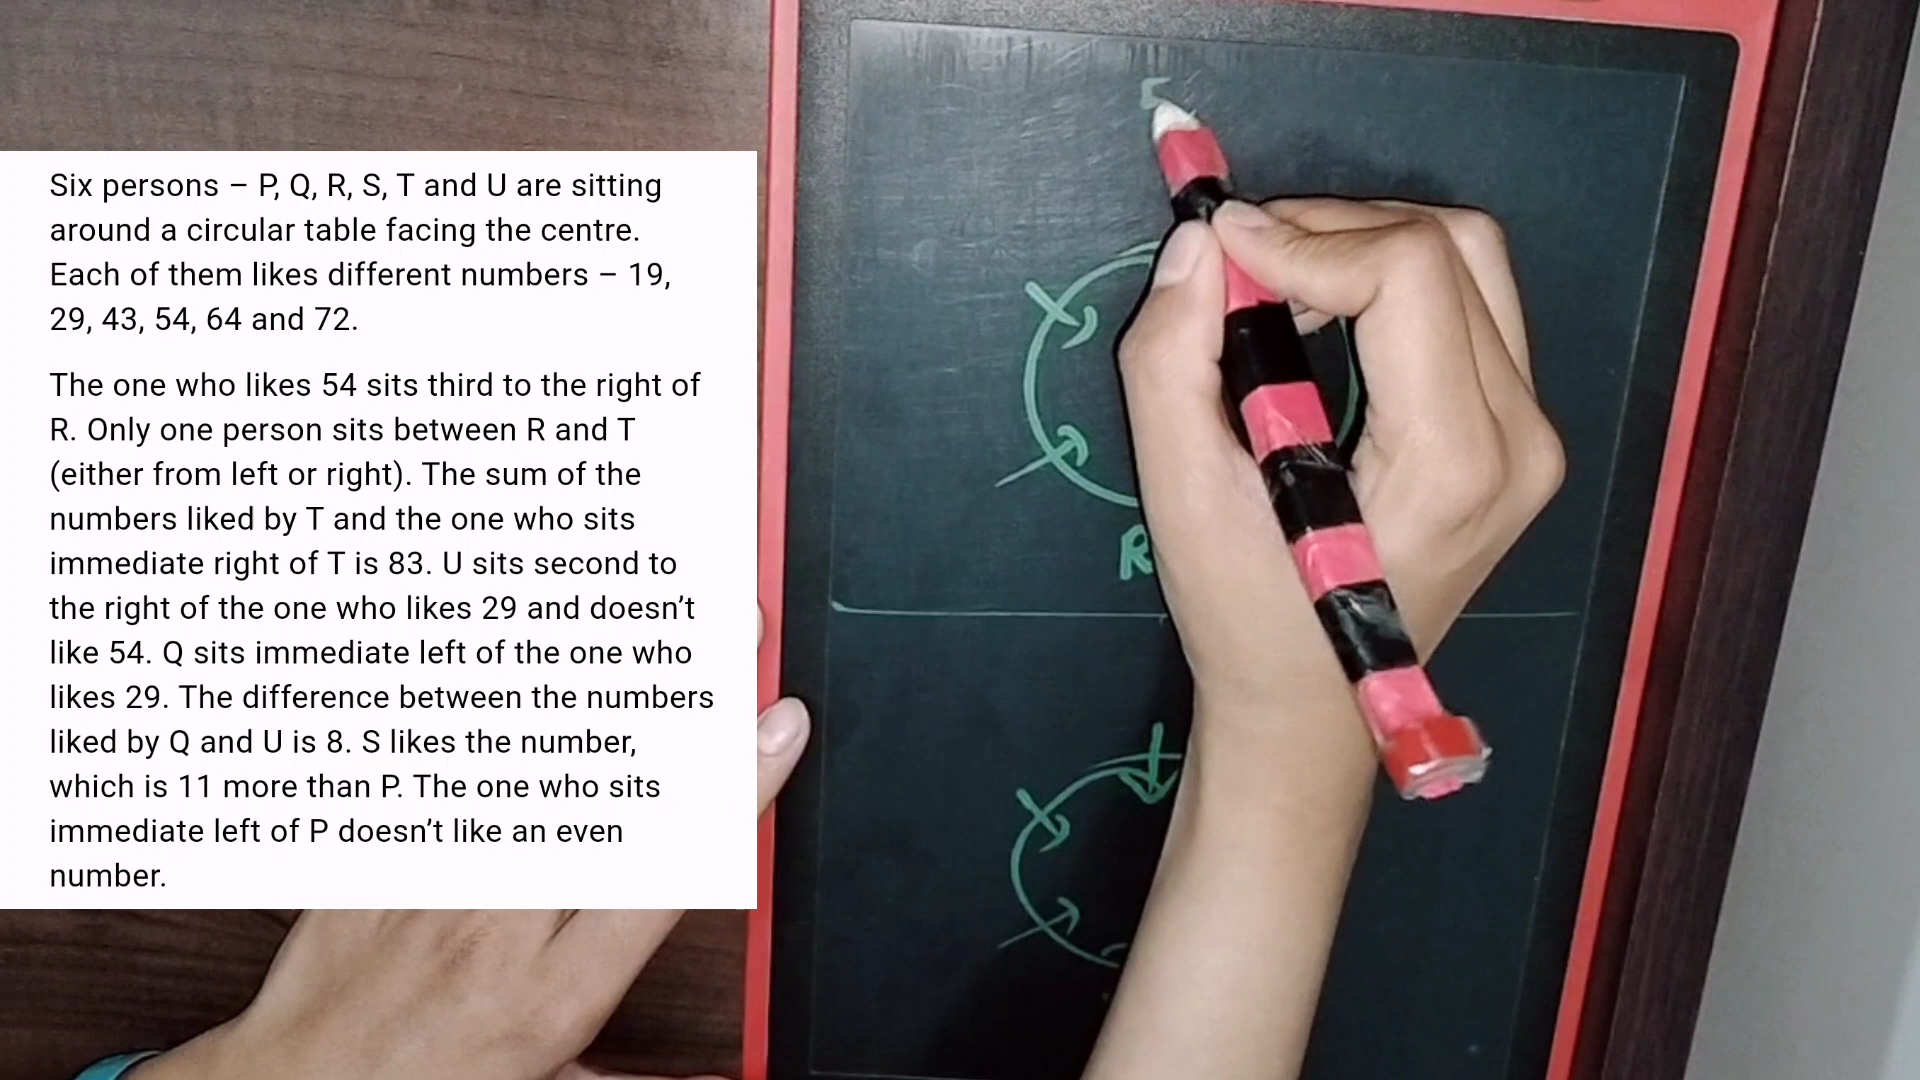 Six persons – P, Q, R, S, T and U are sitting
around a circular table facing the centre.
Each of them likes different numbers – 19,
29, 43, 54, 64 and 72.
The one who likes 54 sits third to the right of
R. Only one person sits between R and T
(either from left or right). The sum of the
numbers liked by T and the one who sits
immediate right of T is 83. U sits second to
the right of the one who likes 29 and doesn’t
like 54. Q sits immediate left of the one who
likes 29. The difference between the numbers
liked by Q and U is 8. S likes the number,
which is 11 more than P. The one who sits
immediate left of P doesn’t like an even
number.
R